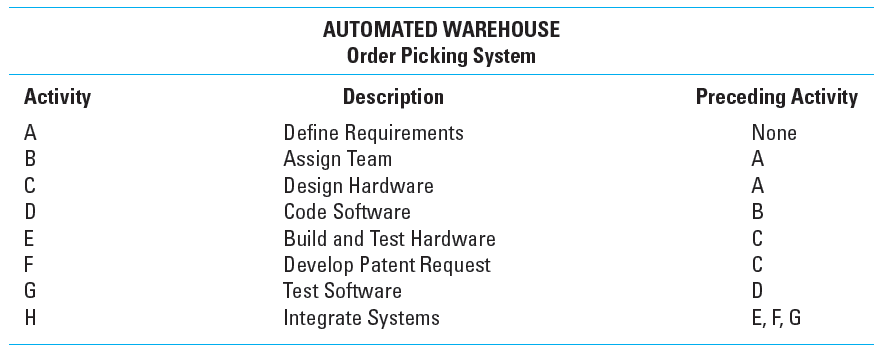 AUTOMATED WAREHOUSE
Order Picking System
Activity Description Preceding Activity
A Define Requirements None
B Assign Team A
C Design Hardware A
D Code Software B
E Build and Test Hardware C
F Develop Patent Request C
G Test Software D
H Integrate Systems E, F, G